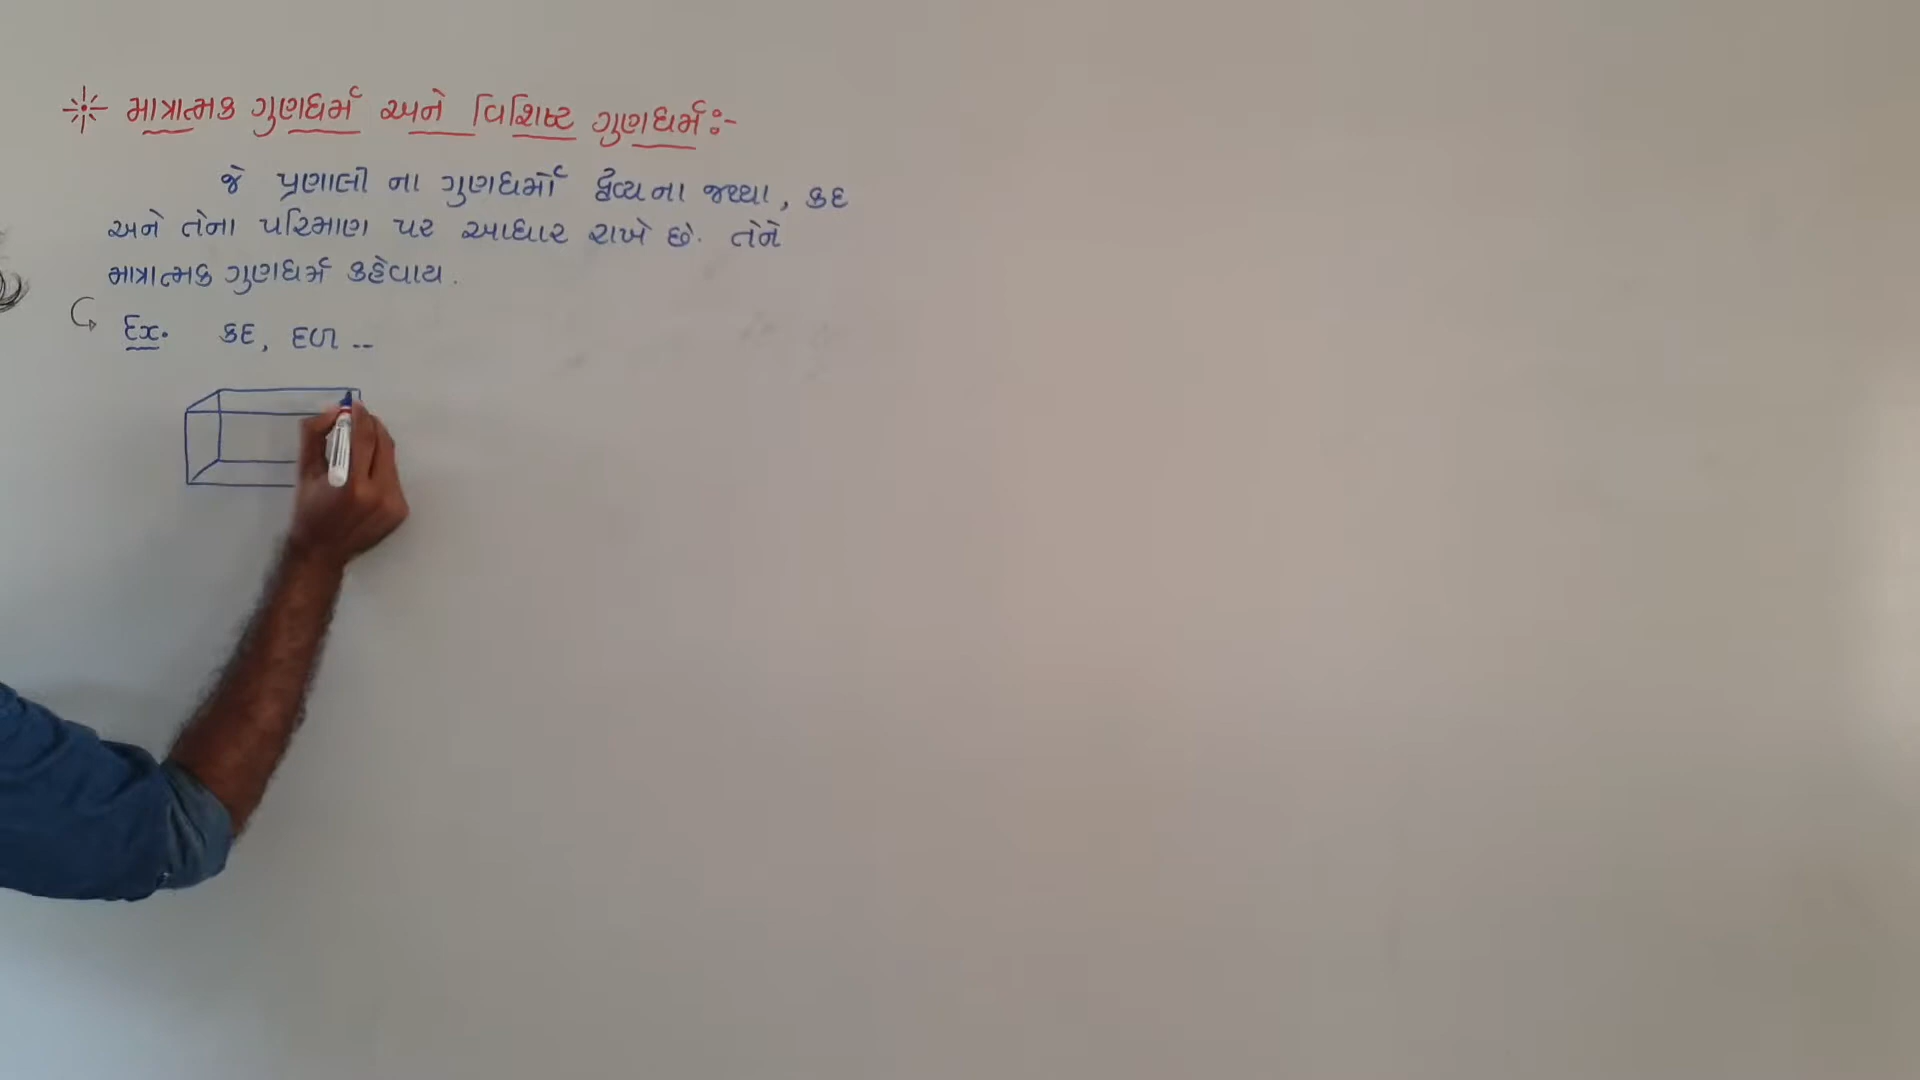 માત્રાત્મક ગુણધર્મ અને વિશિષ્ટ ગુણધર્મ :-
જે પ્રણાલી ના ગુણધર્મો દ્રવ્ય ના જથ્થા , કદ
અને તેના પરિમાણ પર આધાર રાખે છે. તેને
માત્રાત્મક ગુણધર્મ કહેવાય .
Ex. કદ, દળ --